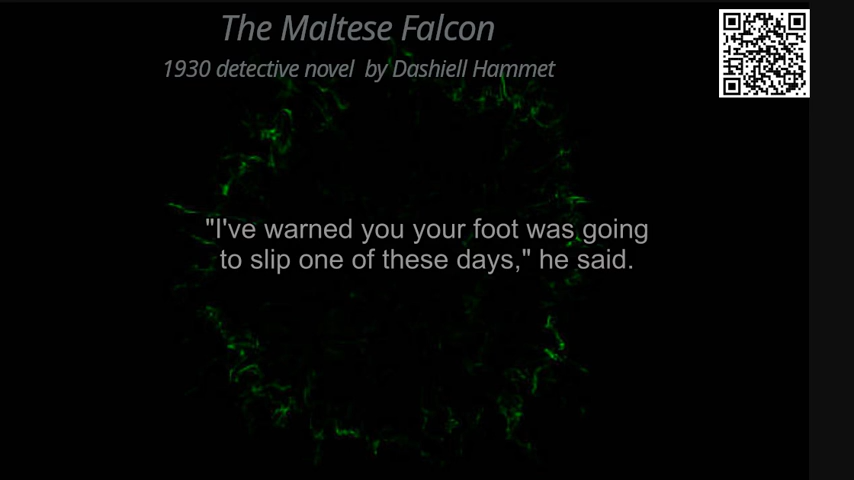 The Maltese Falcon
1930 detective novel  by Dashiell Hammet
"I've warned you your foot was going
to slip one of these days," he said.